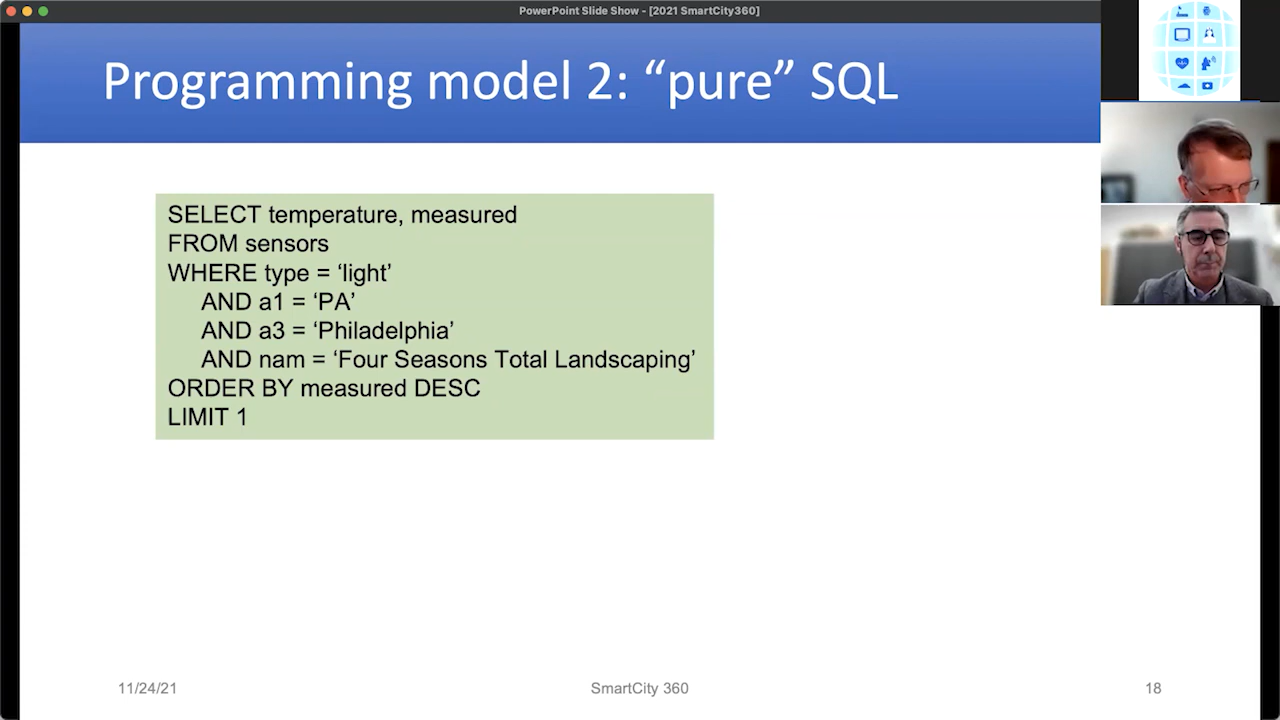 PowerPoint Slide Show - [2021 SmartCity360]
Programming model 2: “pure” SQL
SELECT temperature, measured
FROM sensors
WHERE type = ‘light’
AND a1 = ‘PA’
AND a3 = ‘Philadelphia’
AND nam = ‘Four Seasons Total Landscaping’
ORDER BY measured DESC
LIMIT 1
11/24/21
SmartCity 360
18